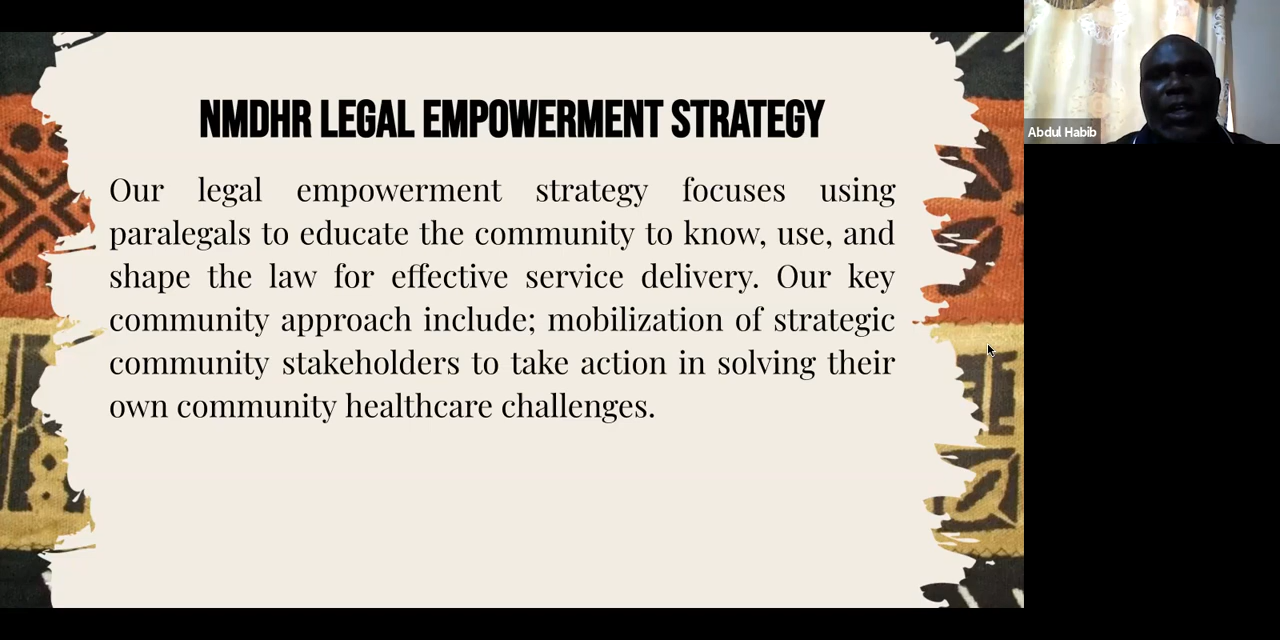 NMDHR LEGAL EMPOWERMENT STRATEGY
Our legal empowerment strategy focuses using
paralegals to educate the community to know, use, and
shape the law for effective service delivery. Our key
community approach include; mobilization of strategic
community stakeholders to take action in solving their
own community healthcare challenges.
Abdul Habib